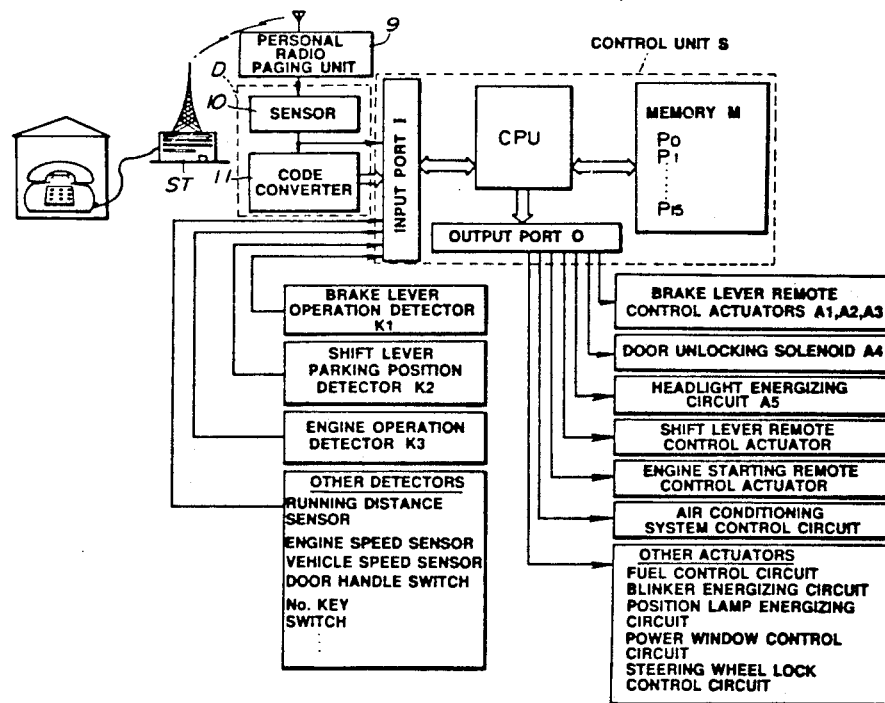 9
PERSONAL
RADIO
PAGING UNIT
CONTROL UNIT S
D
10
SENSOR
11
CODE
CONVERTER
ST
INPUT PORT I
CPU
MEMORY M
P0
P1
P15
OUTPUT PORT O
BRAKE LEVER
OPERATION DETECTOR
K1
SHIFT LEVER
PARKING POSITION
DETECTOR K2
ENGINE OPERATION
DETECTOR K3
OTHER DETECTORS
RUNNING DISTANCE
SENSOR
ENGINE SPEED SENSOR
VEHICLE SPEED SENSOR
DOOR HANDLE SWITCH
No. KEY
SWITCH
BRAKE LEVER REMOTE
CONTROL ACTUATORS A1,A2,A3
DOOR UNLOCKING SOLENOID A4
HEADLIGHT ENERGIZING
CIRCUIT A5
SHIFT LEVER REMOTE
CONTROL ACTUATOR
ENGINE STARTING REMOTE
CONTROL ACTUATOR
AIR CONDITIONING
SYSTEM CONTROL CIRCUIT
OTHER ACTUATORS
FUEL CONTROL CIRCUIT
BLINKER ENERGIZING CIRCUIT
POSITION LAMP ENERGIZING
CIRCUIT
POWER WINDOW CONTROL
CIRCUIT
STEERING WHEEL LOCK
CONTROL CIRCUIT